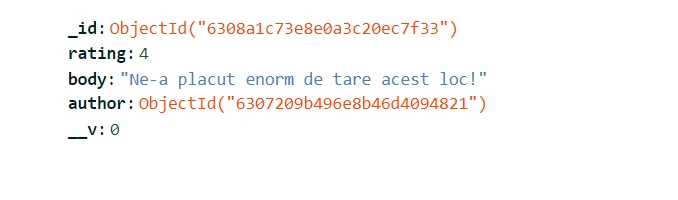 _id: ObjectId("6308a1c73e8e0a3c20ec7f33")
rating: 4
body: "Ne-a placut enorm de tare acest loc!"
author: ObjectId("6307209b496e8b46d4094821")
__v: 0